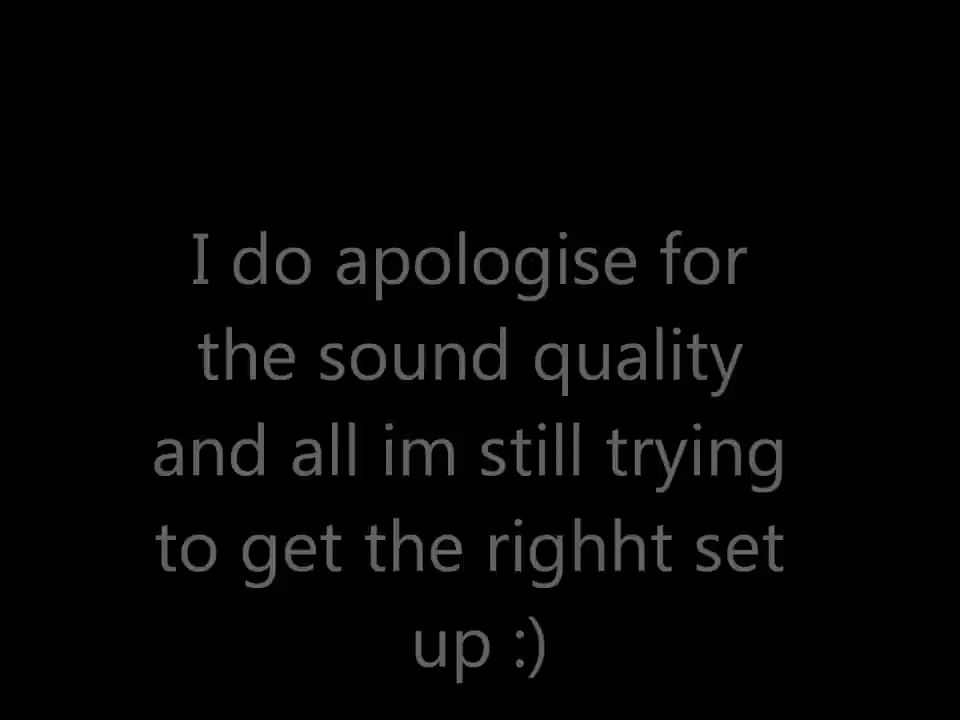 I do apologise for
the sound quality
and all im still trying
to get the righht set
up :)